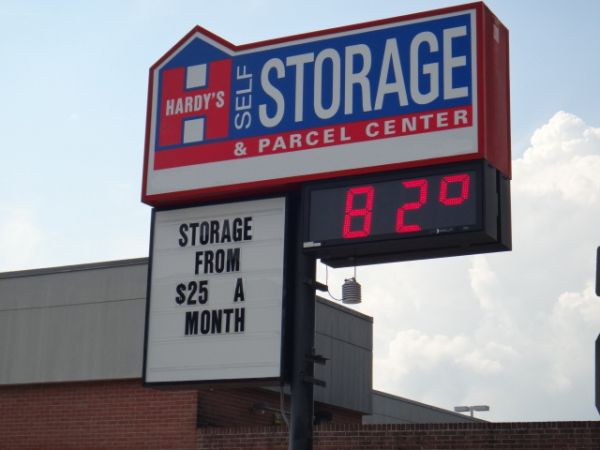 HARDY'S
SELF STORAGE
& PARCEL CENTER
82°
STORAGE
FROM
$25 A
MONTH